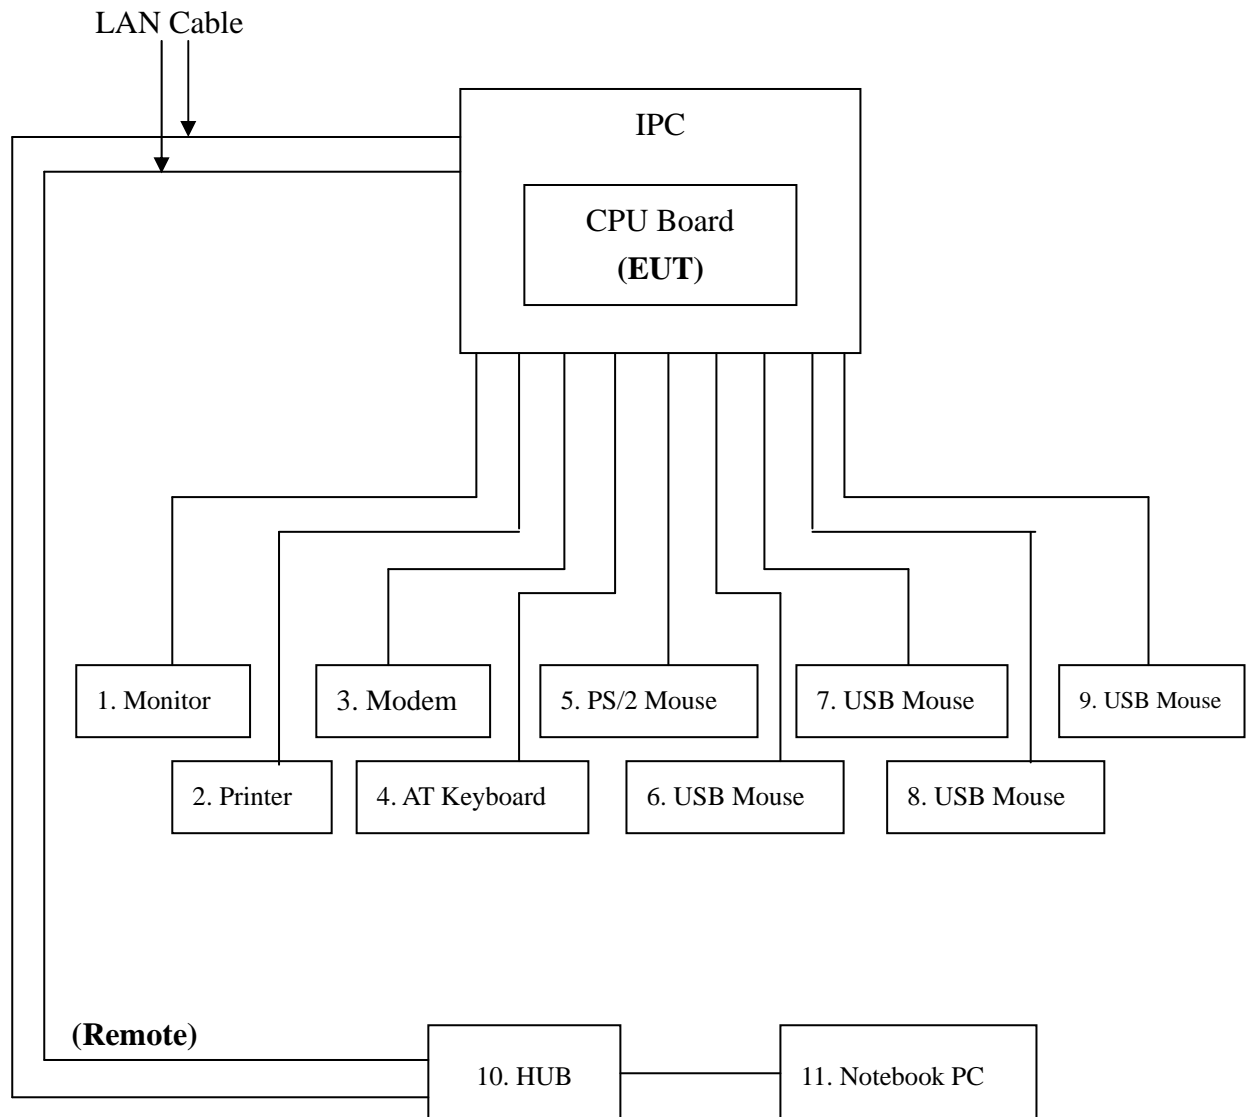 LAN Cable
IPC
CPU Board
(EUT)
1. Monitor
3. Modem
5. PS/2 Mouse
7. USB Mouse
9. USB Mouse
2. Printer
4. AT Keyboard
6. USB Mouse
8. USB Mouse
(Remote)
10. HUB
11. Notebook PC